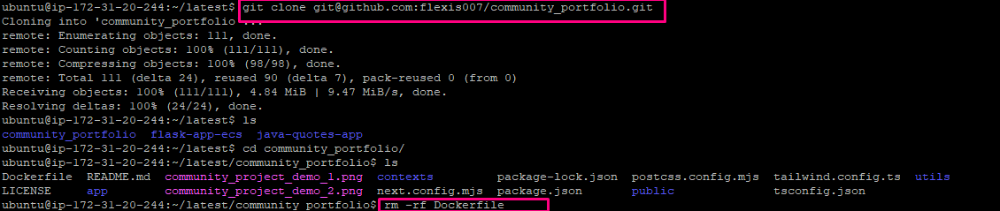 ubuntu@ip-172-31-20-244:~/latest$ git clone git@github.com:flexis007/community_portfolio.git
Cloning into 'community_portfolio'...
remote: Enumerating objects: 111, done.
remote: Counting objects: 100% (111/111), done.
remote: Compressing objects: 100% (98/98), done.
remote: Total 111 (delta 24), reused 90 (delta 7), pack-reused 0 (from 0)
Receiving objects: 100% (111/111), 4.84 MiB | 9.47 MiB/s, done.
Resolving deltas: 100% (24/24), done.
ubuntu@ip-172-31-20-244:~/latest$ ls
community_portfolio  flask-app-ecs  java-quotes-app
ubuntu@ip-172-31-20-244:~/latest$ cd community_portfolio/
ubuntu@ip-172-31-20-244:~/latest/community_portfolio$ ls
Dockerfile  README.md  community_project_demo_1.png  contexts         package-lock.json  postcss.config.mjs  tailwind.config.ts  utils
LICENSE     app        community_project_demo_2.png  next.config.mjs  package.json       public              tsconfig.json
ubuntu@ip-172-31-20-244:~/latest/community_portfolio$ rm -rf Dockerfile